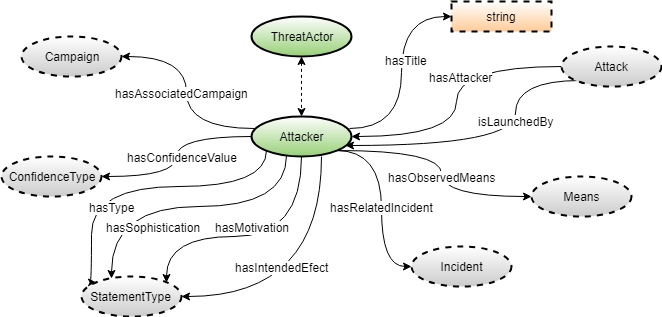 string
ThreatActor
Campaign
hasTitle
Attack
hasAttacker
hasAssociatedCampaign
isLaunchedBy
Attacker
hasConfidenceValue
ConfidenceType
hasObservedMeans
Means
hasType
hasRelatedIncident
hasSophistication
hasMotivation
hasIntendedEfect
Incident
StatementType